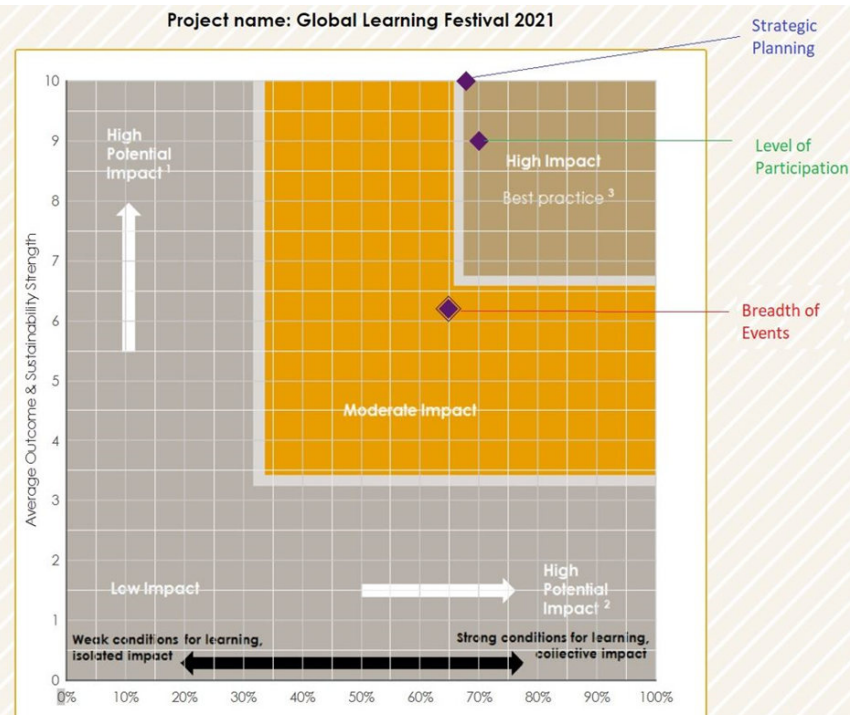 Project name: Global Learning Festival 2021
Strategic
Planning
Level of
Participation
Breadth of
Events
Average Outcome & Sustainability Strength
10
9
8
7
6
5
4
3
2
1
0
High
Potential
Impact 1
High Impact
Best practice 3
Moderate Impact
Low Impact
High
Potential
Impact 2
Weak conditions for learning,
isolated impact
Strong conditions for learning,
collective impact
0% 10% 20% 30% 40% 50% 60% 70% 80% 90% 100%